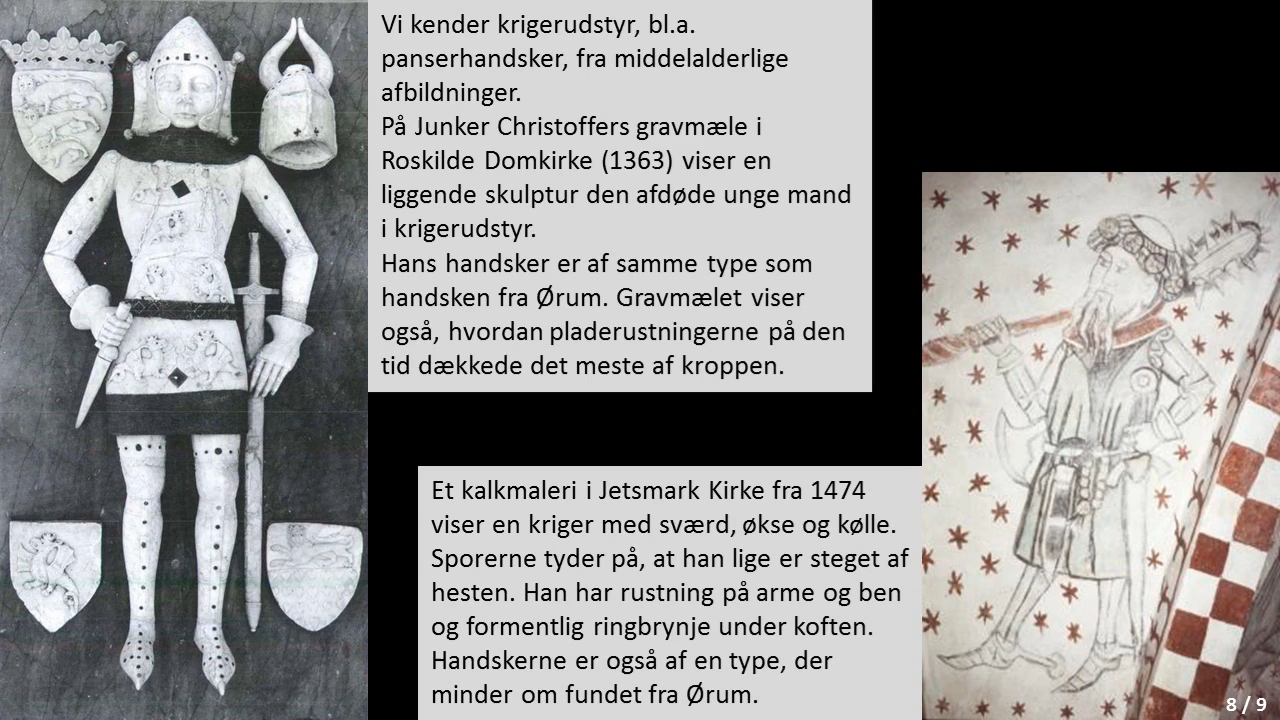 Vi kender krigerudstyr, bl.a.
panserhandsker, fra middelalderlige
afbildninger.
På Junker Christoffers gravmæle i
Roskilde Domkirke (1363) viser en
liggende skulptur den afdøde unge mand
i krigerudstyr.
Hans handsker er af samme type som
handsken fra Ørum. Gravmælet viser
også, hvordan pladerustningerne på den
tid dækkede det meste af kroppen.
Et kalkmaleri i Jetsmark Kirke fra 1474
viser en kriger med sværd, økse og kølle.
Sporerne tyder på, at han lige er steget af
hesten. Han har rustning på arme og ben
og formentlig ringbrynje under koften.
Handskerne er også af en type, der
minder om fundet fra Ørum.
8 / 9